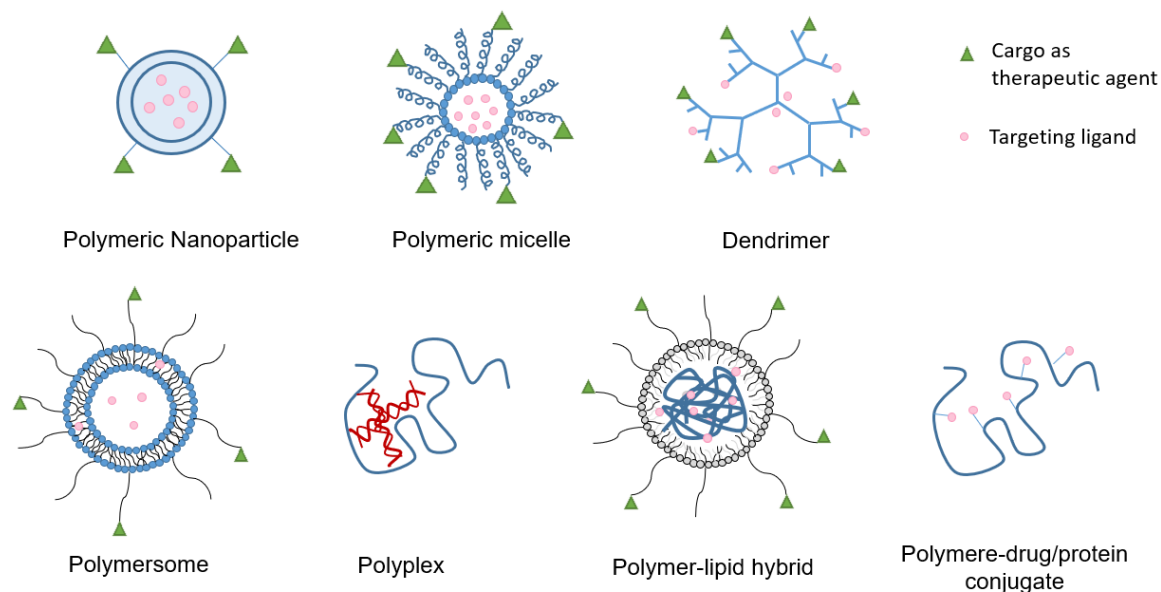 Cargo as
therapeutic agent
Targeting ligand
Polymeric Nanoparticle
Polymeric micelle
Dendrimer
Polymersome
Polyplex
Polymer-lipid hybrid
Polymere-drug/protein
conjugate